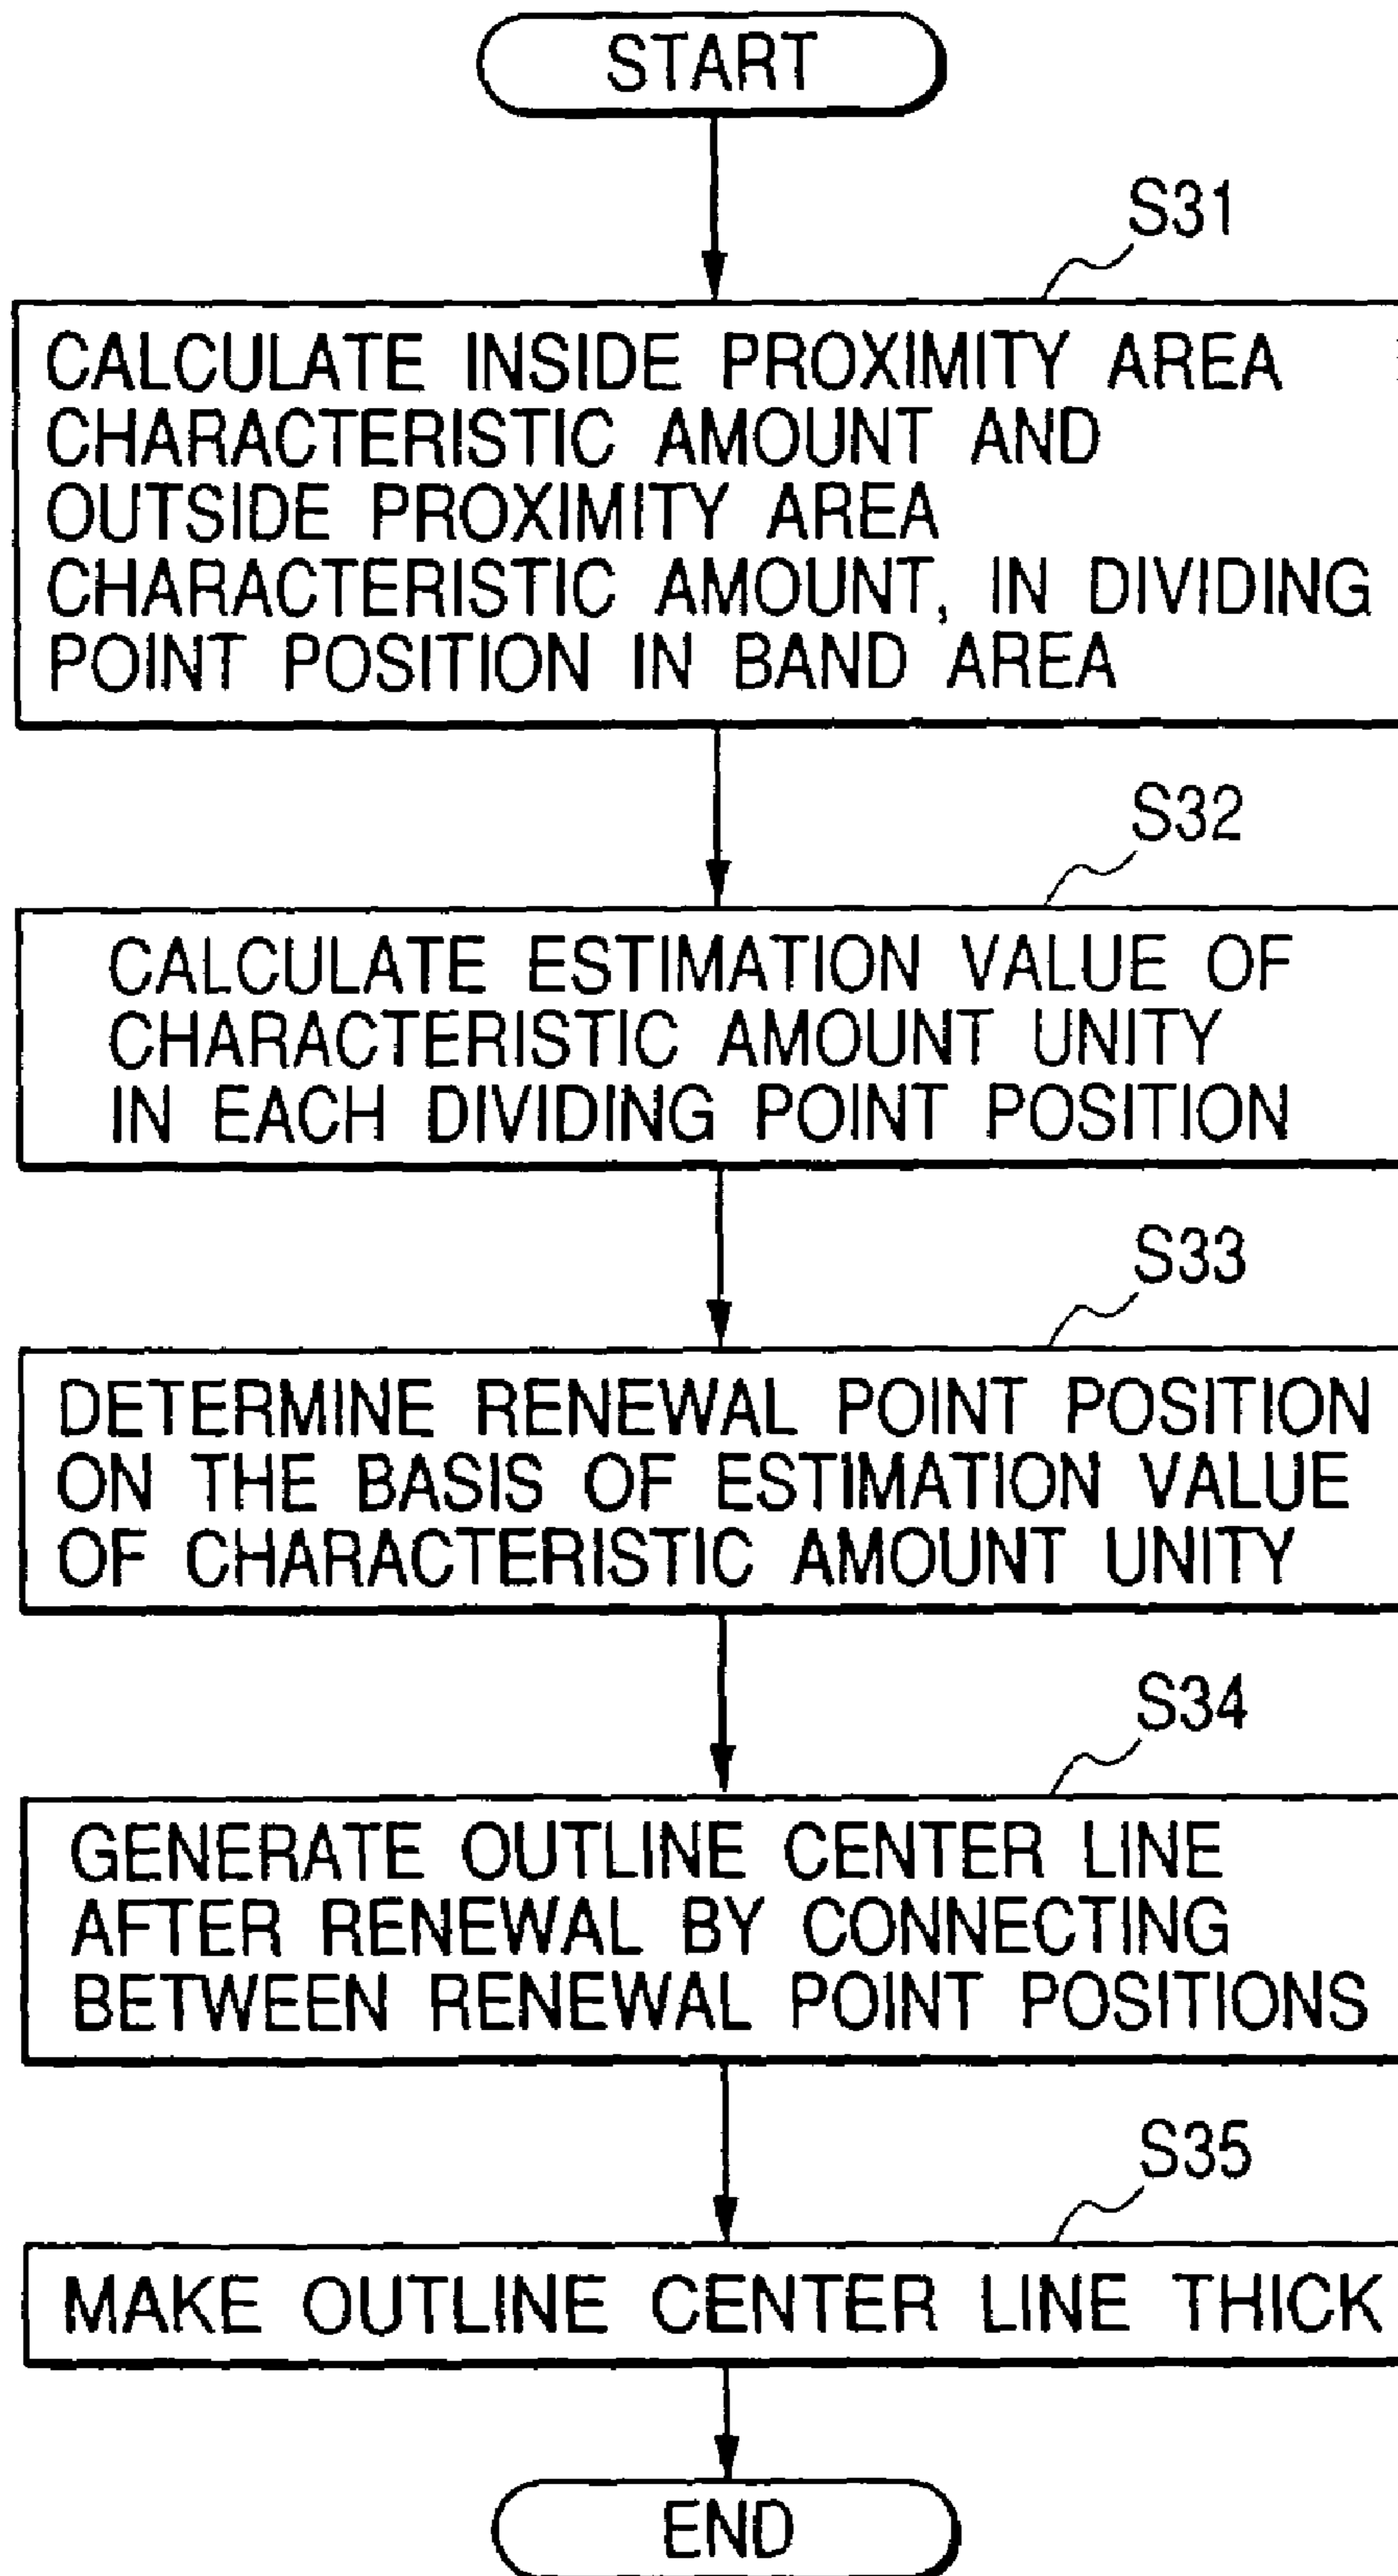 START
S31
CALCULATE INSIDE PROXIMITY AREA
CHARACTERISTIC AMOUNT AND
OUTSIDE PROXIMITY AREA
CHARACTERISTIC AMOUNT, IN DIVIDING
POINT POSITION IN BAND AREA
S32
CALCULATE ESTIMATION VALUE OF
CHARACTERISTIC AMOUNT UNITY
IN EACH DIVIDING POINT POSITION
S33
DETERMINE RENEWAL POINT POSITION
ON THE BASIS OF ESTIMATION VALUE
OF CHARACTERISTIC AMOUNT UNITY
S34
GENERATE OUTLINE CENTER LINE
AFTER RENEWAL BY CONNECTING
BETWEEN RENEWAL POINT POSITIONS
S35
MAKE OUTLINE CENTER LINE THICK
END